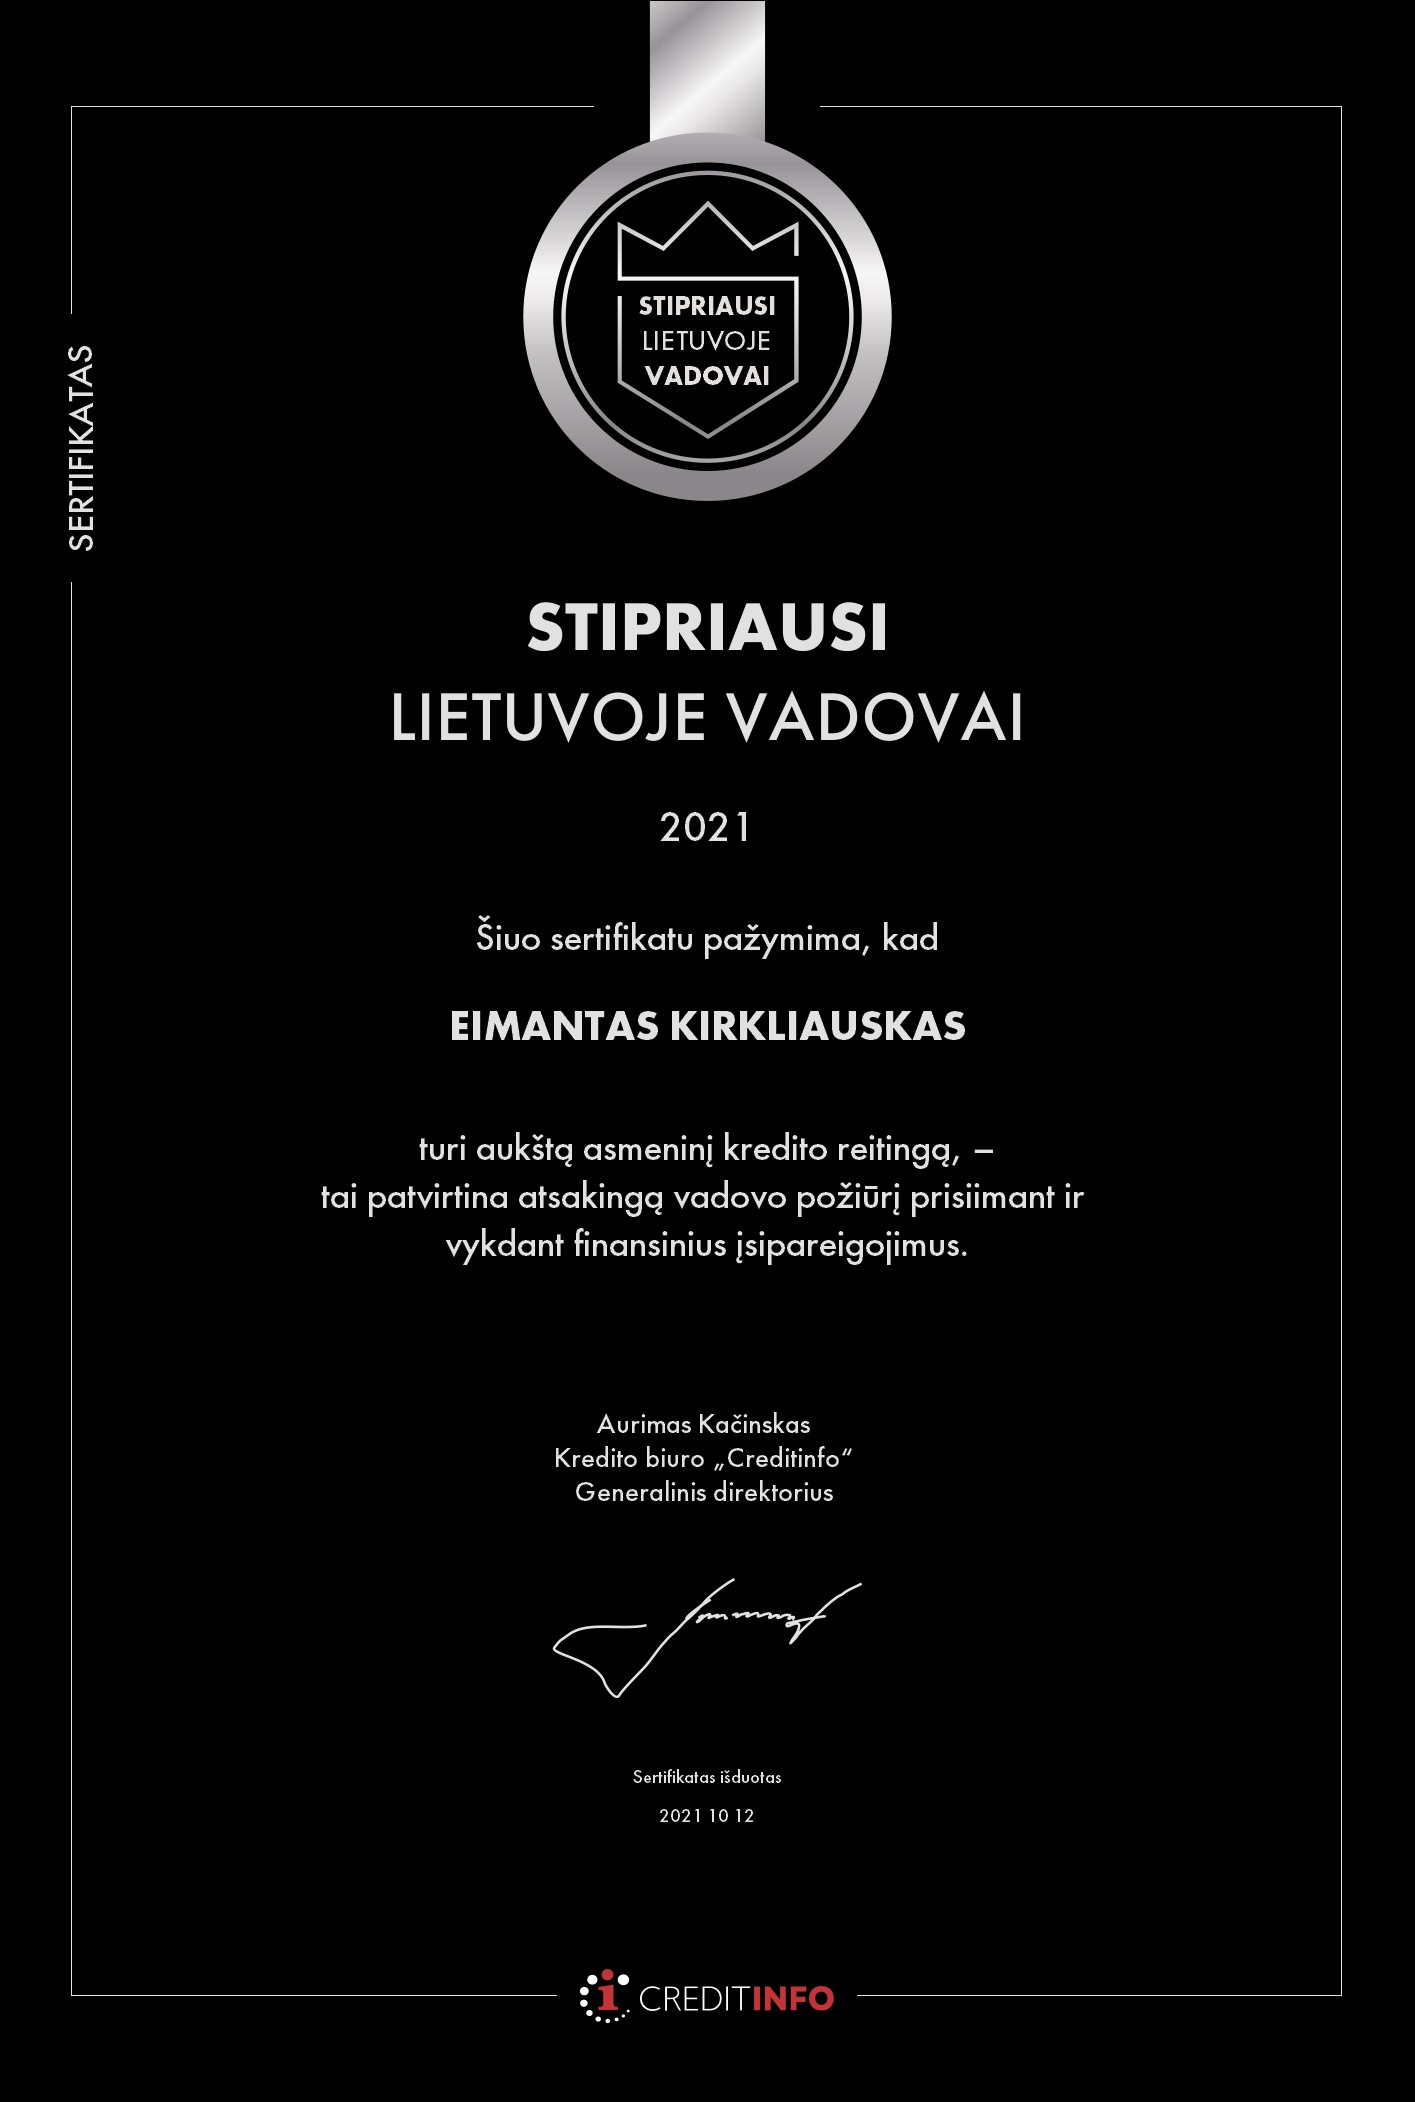 STIPRIAUSI
LIETUVOJE
VADOVAI
SERTIFIKATAS
STIPRIAUSI
LIETUVOJE VADOVAI
2021
Šiuo sertifikatu pažymima, kad
EIMANTAS KIRKLIAUSKAS
turi aukštą asmeninį kredito reitingą, –
tai patvirtina atsakingą vadovo požiūrį prisiimant ir
vykdant finansinius įsipareigojimus.
Aurimas Kačinskas
Kredito biuro „Creditinfo“
Generalinis direktorius
Sertifikatas išduotas
2021 10 12
CREDITINFO